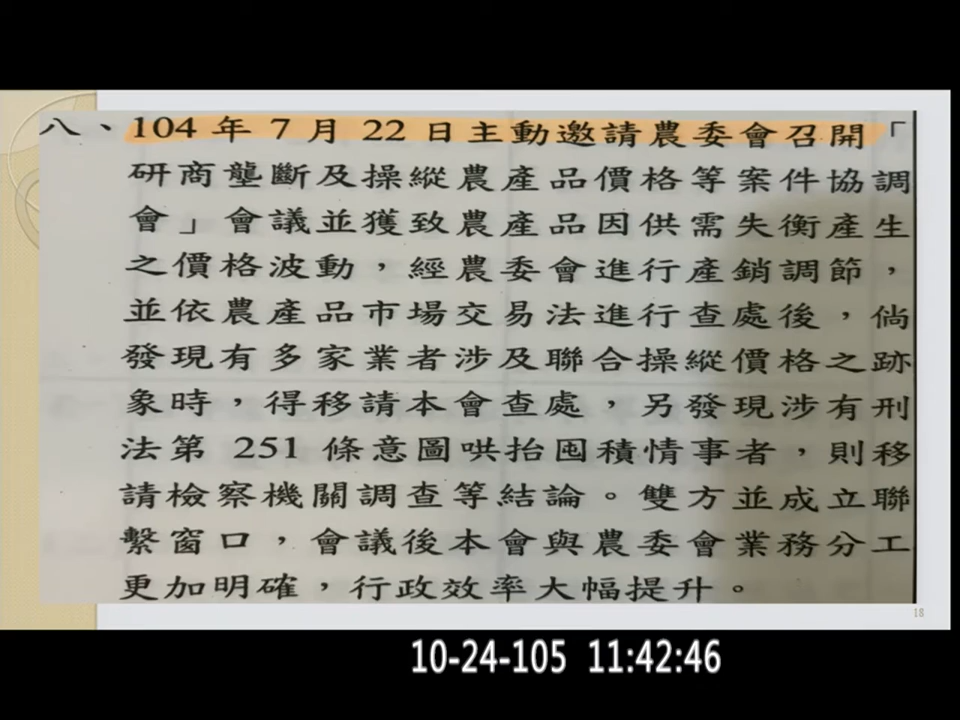 八、104 年 7 月 22 日主動邀請農委會召開「
研商壟斷及操縱農產品價格等案件協調
會」會議並獲致農產品因供需失衡產生
之價格波動，經農委會進行產銷調節，
並依農產品市場交易法進行查處後，倘
發現有多家業者涉及聯合操縱價格之跡
象時，得移請本會查處，另發現涉有刑
法第 251 條意圖哄抬囤積情事者，則移
請檢察機關調查等結論。雙方並成立聯
繫窗口，會議後本會與農委會業務分工
更加明確，行政效率大幅提升。
18
10-24-105 11:42:46